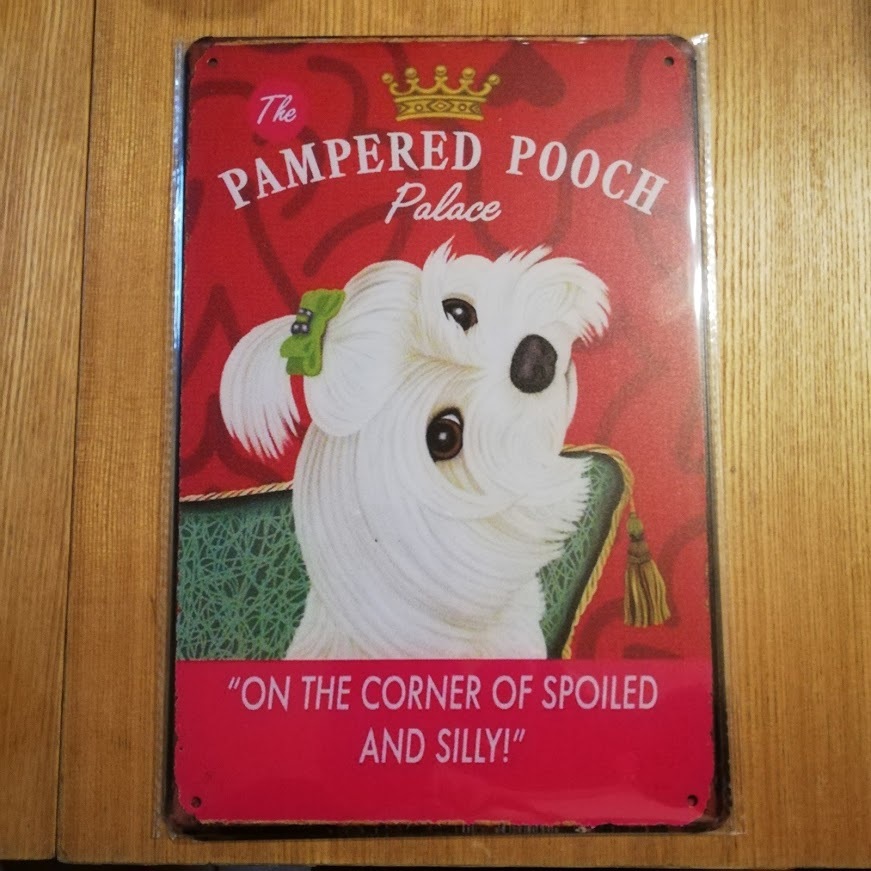 The
PAMPERED POOCH
Palace
“ON THE CORNER OF SPOILED
AND SILLY!”